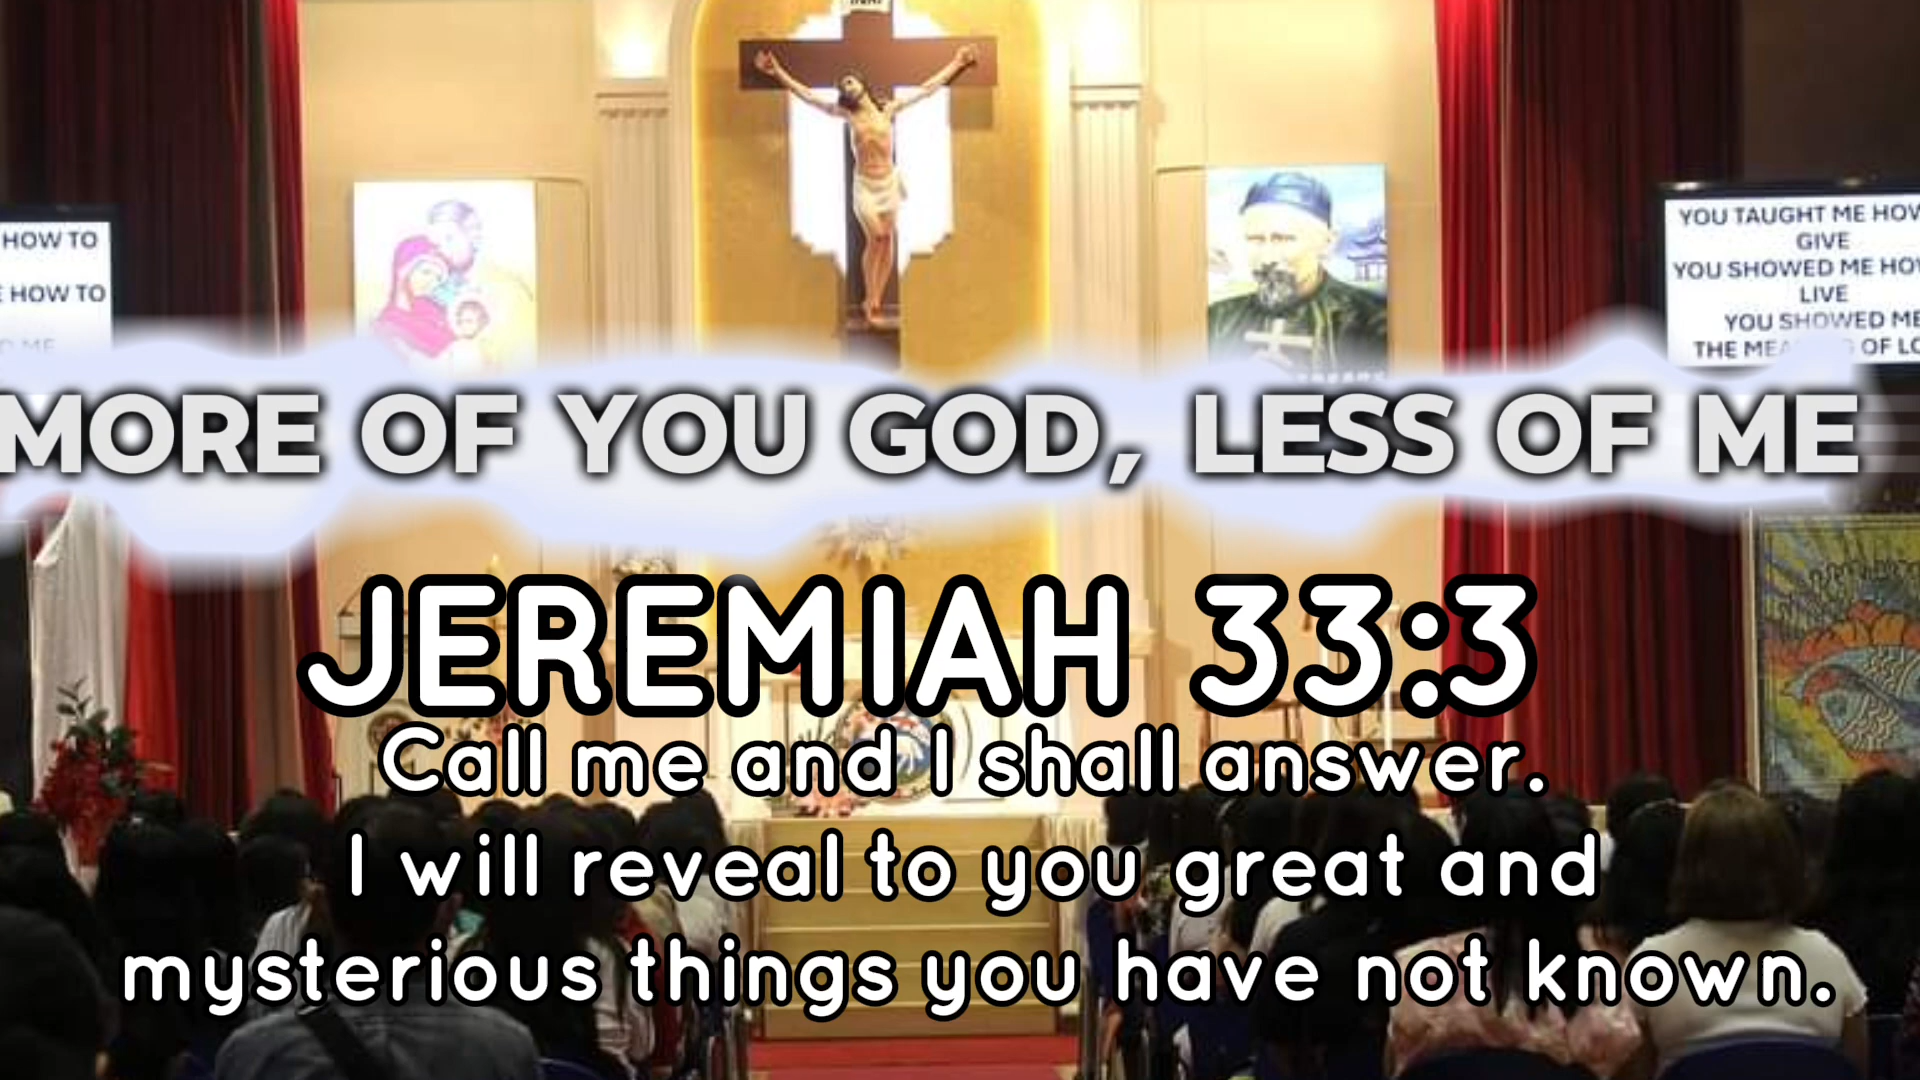 INRI
HOW TO
HOW TO
YOU TAUGHT ME HOW
GIVE
YOU SHOWED ME HOW
LIVE
YOU SHOWED ME
THE OF
MORE OF YOU GOD, LESS OF ME
JEREMIAH 33:3
Call me and I shall answer.
I will reveal to you great and
mysterious things you have not known.